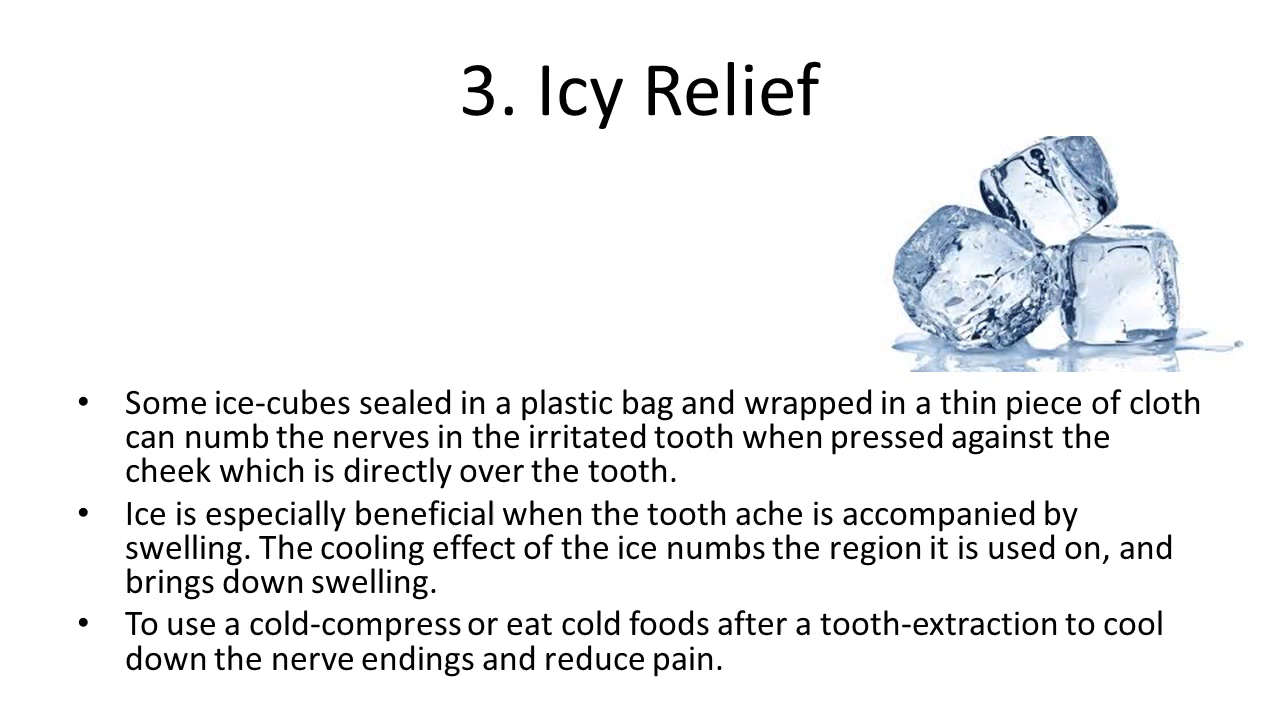 3. Icy Relief
• Some ice-cubes sealed in a plastic bag and wrapped in a thin piece of cloth
can numb the nerves in the irritated tooth when pressed against the
cheek which is directly over the tooth.
• Ice is especially beneficial when the tooth ache is accompanied by
swelling. The cooling effect of the ice numbs the region it is used on, and
brings down swelling.
• To use a cold-compress or eat cold foods after a tooth-extraction to cool
down the nerve endings and reduce pain.